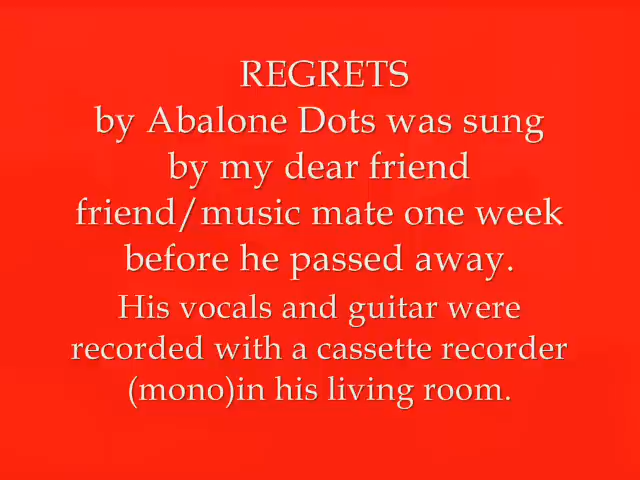 REGRETS
by Abalone Dots was sung
by my dear friend
friend/music mate one week
before he passed away.
His vocals and guitar were
recorded with a cassette recorder
(mono)in his living room.